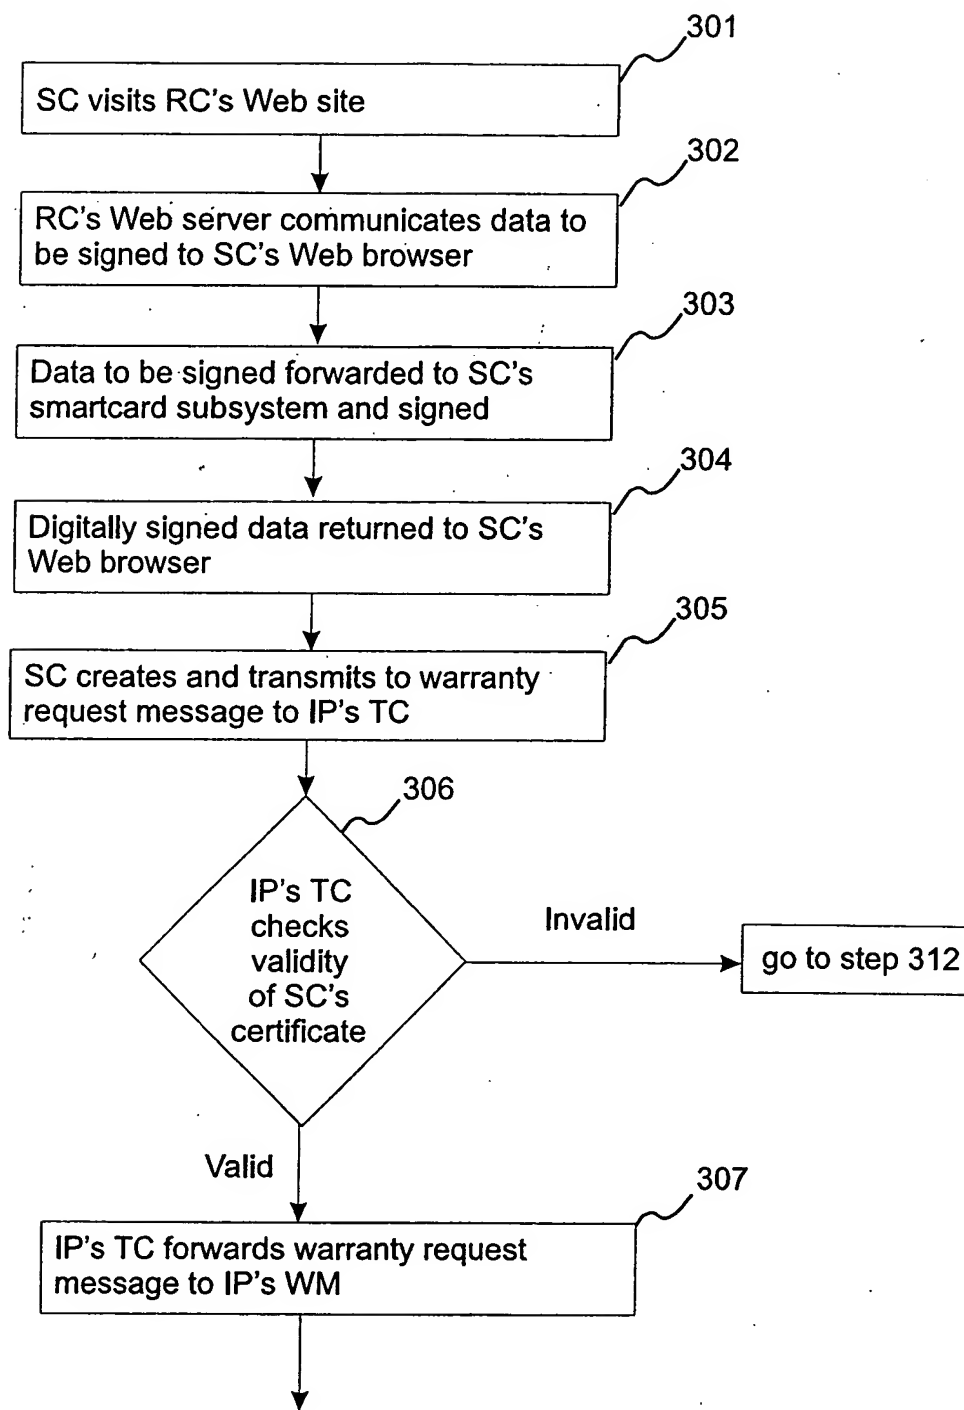 301
SC visits RC's Web site
302
RC's Web server communicates data to
be signed to SC's Web browser
303
Data to be signed forwarded to SC's
smartcard subsystem and signed
304
Digitally signed data returned to SC's
Web browser
305
SC creates and transmits to warranty
request message to IP's TC
306
IP's TC
checks
validity
of SC's
certificate
Invalid
go to step 312
Valid
307
IP's TC forwards warranty request
message to IP's WM